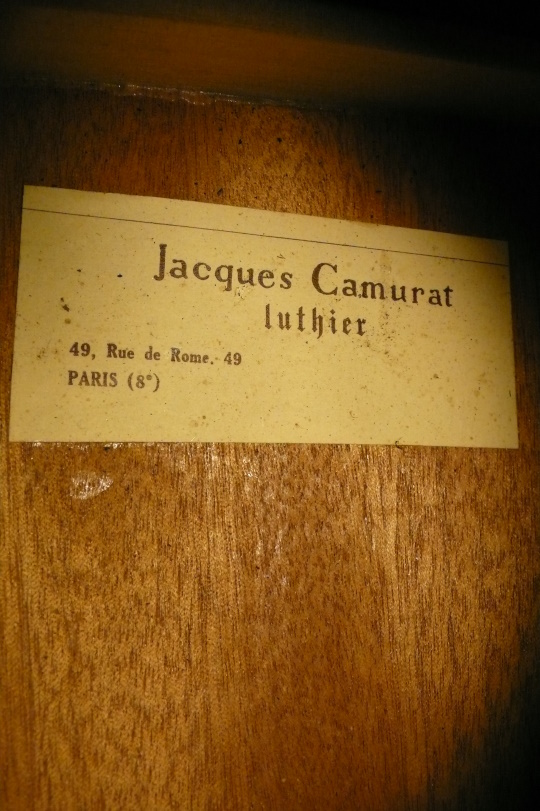 Jacques Camurat
luthier
49, Rue de Rome, 49
PARIS (8e)